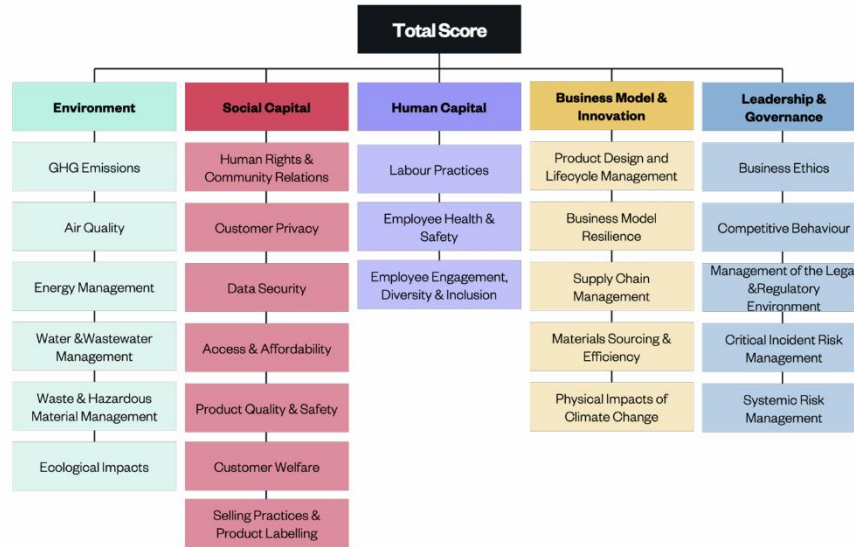 Total Score
Environment
GHG Emissions
Air Quality
Energy Management
Water &Wastewater
Management
Waste & Hazardous
Material Management
Ecological Impacts
Social Capital
Human Rights &
Community Relations
Customer Privacy
Data Security
Access & Affordability
Product Quality & Safety
Customer Welfare
Selling Practices &
Product Labelling
Human Capital
Labour Practices
Employee Health &
Safety
Employee Engagement,
Diversity & Inclusion
Business Model &
Innovation
Product Design and
Lifecycle Management
Business Model
Resilience
Supply Chain
Management
Materials Sourcing &
Efficiency
Physical Impacts of
Climate Change
Leadership &
Governance
Business Ethics
Competitive Behaviour
Management of the Legal
&Regulatory
Environment
Critical Incident Risk
Management
Systemic Risk
Management